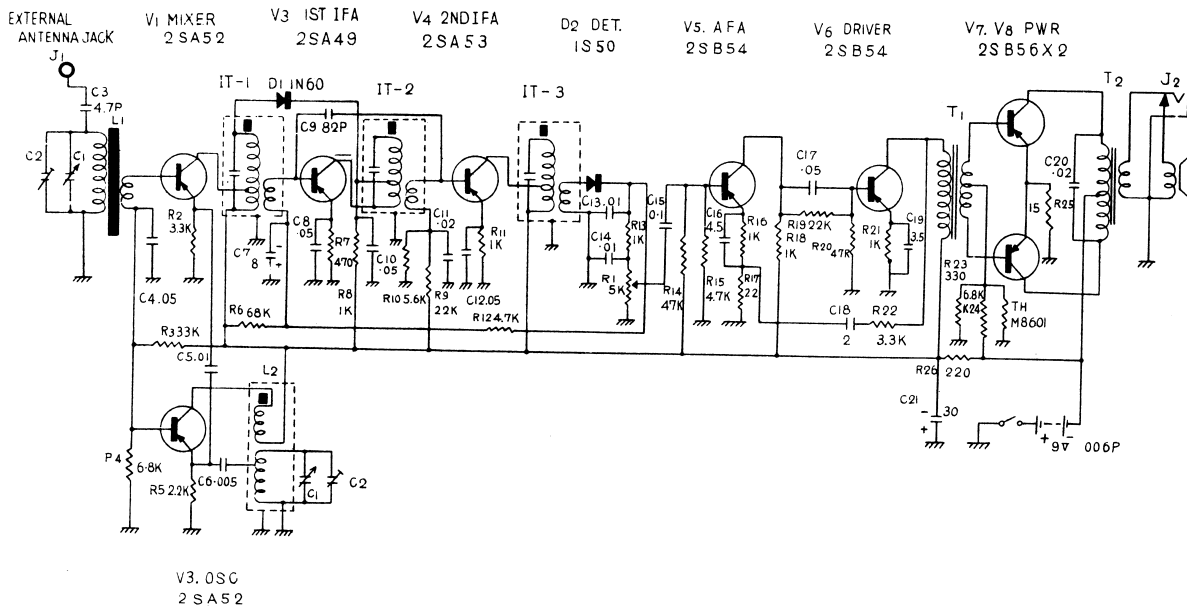 EXTERNAL
ANTENNA JACK
J1
V1 MIXER
2SA52
V3 1ST IFA
2SA49
V4 2NDIFA
2SA53
D2 DET.
1S50
V5. AFA
2SB54
V6 DRIVER
2SB54
V7. V8 PWR
2SB56X2
IT-1
D1 1N60
IT-2
IT-3
T1
T2
J2
C3
4.7P
L1
C2
C1
C9 82P
R2
3.3K
C4.05
C7
8
C8
.05
R7
470
R8
1K
C10
.05
C11
.02
R10 5.6K
R9
22K
R11
1K
C12.05
C13.01
C14
.01
R13
1K
R1
5K
C15
0.1
R14
47K
R15
4.7K
C16
4.5
R16
1K
R17
22
C17
.05
R19 22K
R18
1K
R20 47K
R21
1K
C19
3.5
C18
2
R22
3.3K
R23
330
6.8K
K24
TH
M8601
15
R25
C20
.02
R6 68K
R12 4.7K
R3 33K
C5.01
R26 220
C21
30
L2
P4
6.8K
R5 2.2K
C6.005
C1
C2
+ 9V - 006P
V3. OSC
2SA52